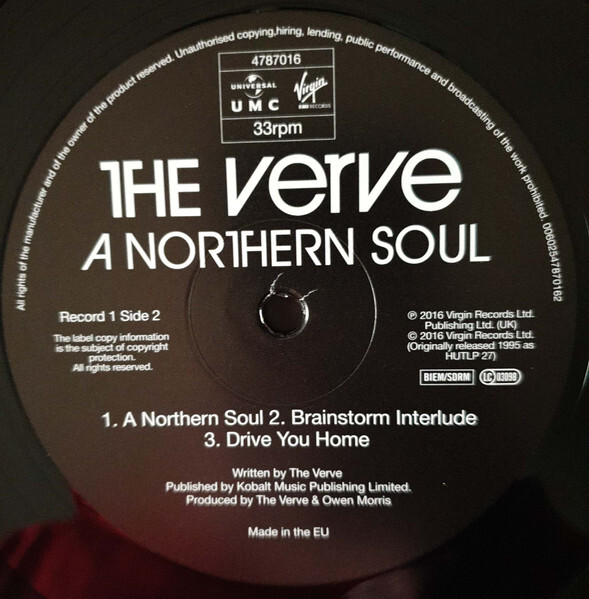 All rights of the manufacturer and of the owner of the product reserved. Unauthorised copying,hiring, lending, public performance and broadcasting of the work prohibited. 00602547870162
4787016
UNIVERSAL
UMC
Virgin
EMI RECORDS
33rpm
THE verve
A NORTHERN SOUL
Record 1 Side 2
The label copy information
is the subject of copyright
protection.
All rights reserved.
℗ 2016 Virgin Records Ltd.
Publishing Ltd. (UK)
© 2016 Virgin Records Ltd.
(Originally released 1995 as
HUTLP 27)
BIEM/SDRM
LC 03098
1. A Northern Soul 2. Brainstorm Interlude
3. Drive You Home
Written by The Verve
Published by Kobalt Music Publishing Limited.
Produced by The Verve & Owen Morris
Made in the EU